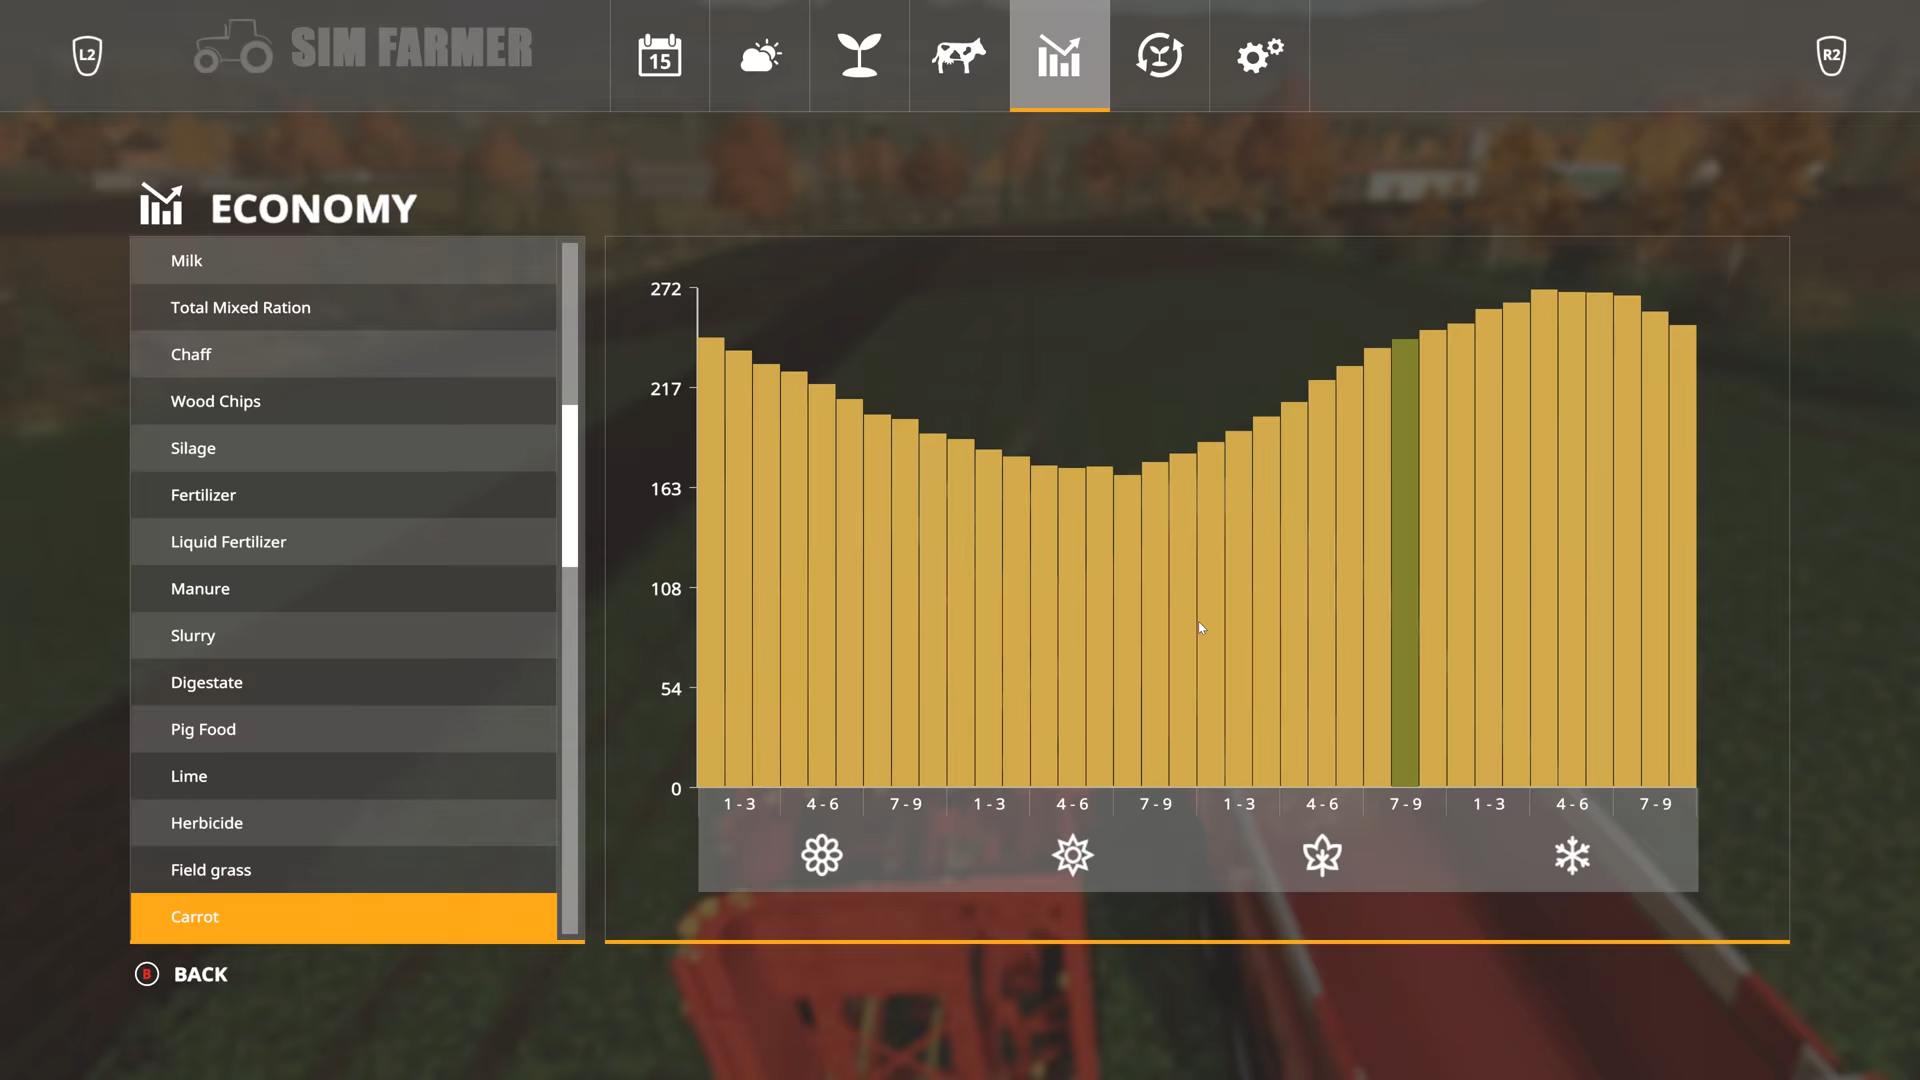 L2
SIM FARMER
15
R2
ECONOMY
Milk
Total Mixed Ration
Chaff
Wood Chips
Silage
Fertilizer
Liquid Fertilizer
Manure
Slurry
Digestate
Pig Food
Lime
Herbicide
Field grass
Carrot
272
217
163
108
54
0
1 - 3 4 - 6 7 - 9 1 - 3 4 - 6 7 - 9 1 - 3 4 - 6 7 - 9 1 - 3 4 - 6 7 - 9
B BACK